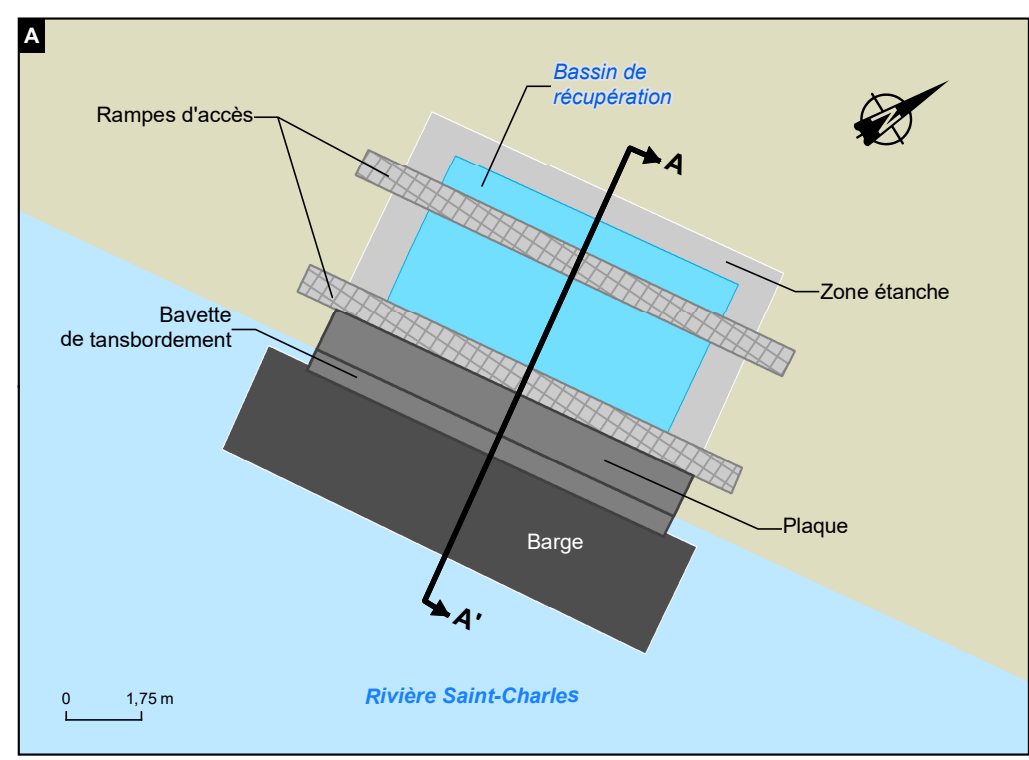 A
Bassin de
récupération
Rampes d'accès
A
Zone étanche
Bavette
de tansbordement
Plaque
Barge
A'
Rivière Saint-Charles
0 1,75 m